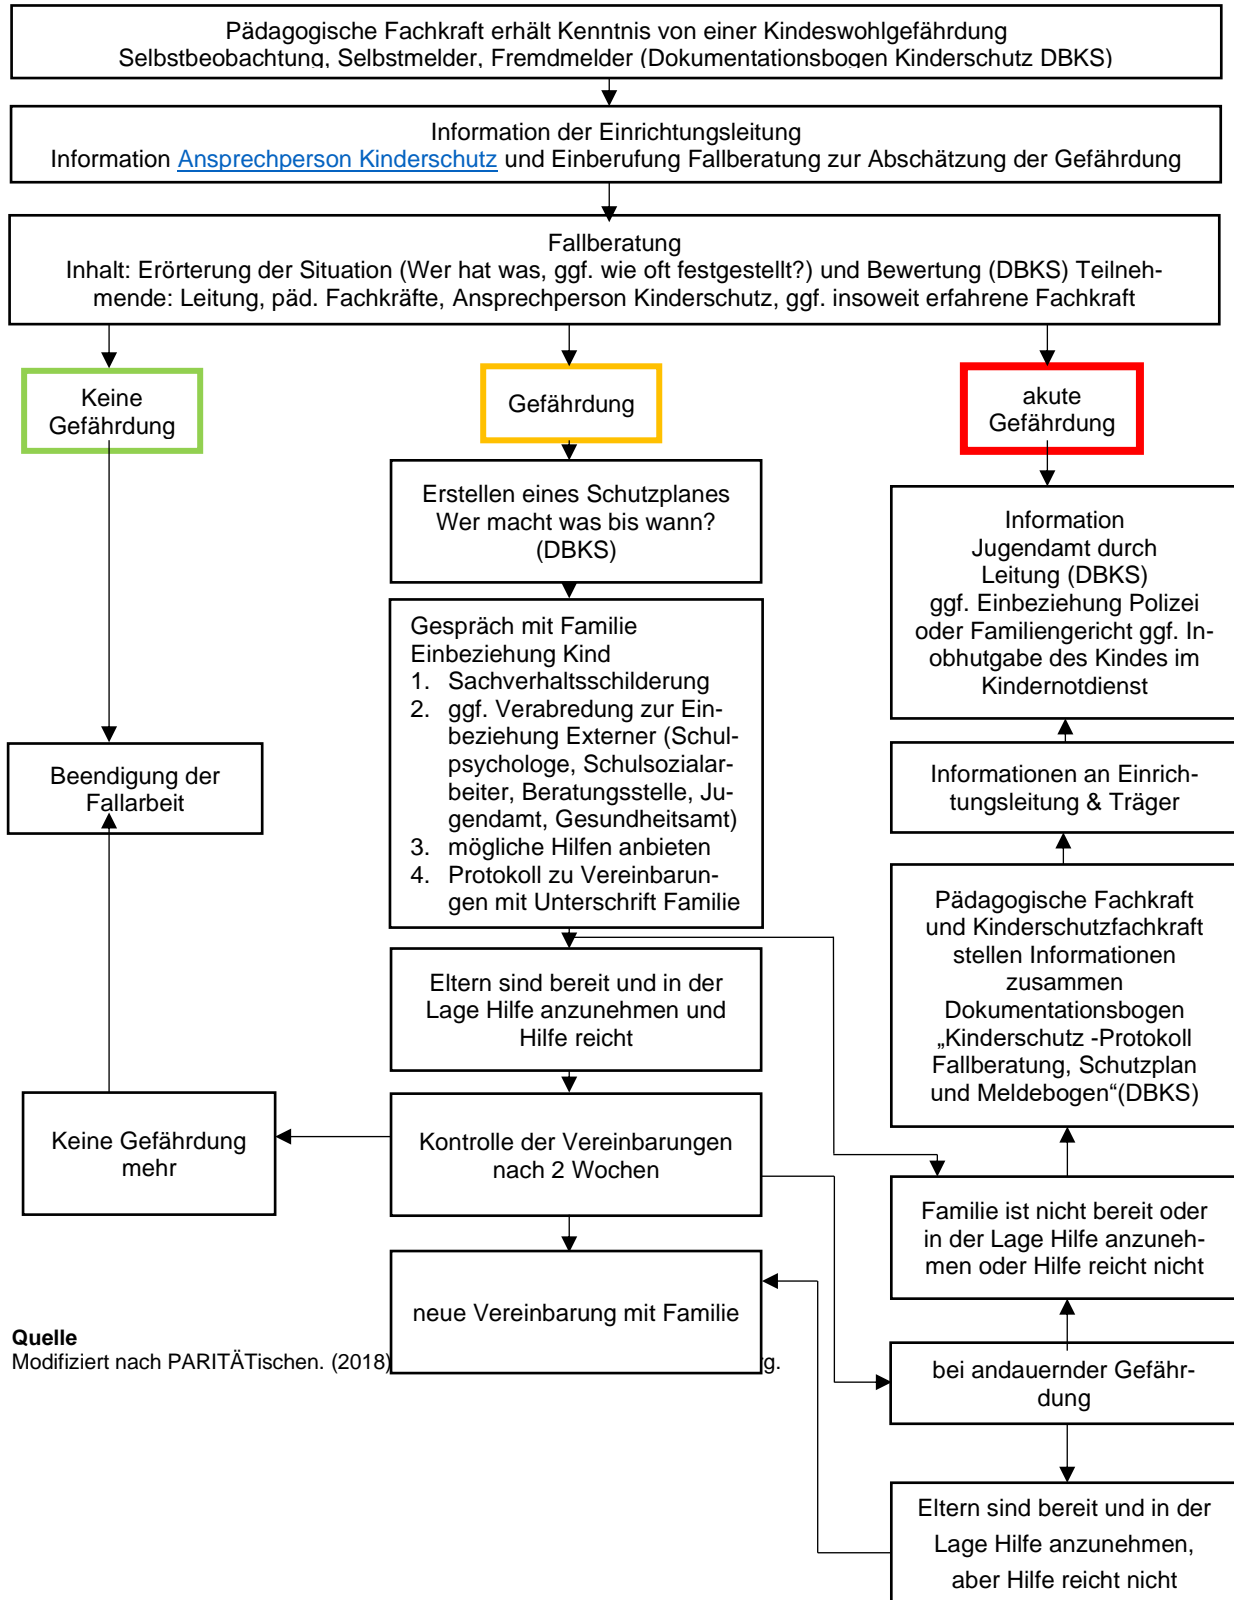 Pädagogische Fachkraft erhält Kenntnis von einer Kindeswohlgefährdung
Selbstbeobachtung, Selbstmelder, Fremdmelder (Dokumentationsbogen Kinderschutz DBKS)
Information der Einrichtungsleitung
Information Ansprechperson Kinderschutz und Einberufung Fallberatung zur Abschätzung der Gefährdung
Fallberatung
Inhalt: Erörterung der Situation (Wer hat was, ggf. wie oft festgestellt?) und Bewertung (DBKS) Teilneh-
mende: Leitung, päd. Fachkräfte, Ansprechperson Kinderschutz, ggf. insoweit erfahrene Fachkraft
Keine
Gefährdung
Gefährdung
akute
Gefährdung
Erstellen eines Schutzplanes
Wer macht was bis wann?
(DBKS)
Information
Jugendamt durch
Leitung (DBKS)
ggf. Einbeziehung Polizei
oder Familiengericht ggf. In-
obhutgabe des Kindes im
Kindernotdienst
Gespräch mit Familie
Einbeziehung Kind
1. Sachverhaltsschilderung
2. ggf. Verabredung zur Ein-
beziehung Externer (Schul-
psychologe, Schulsozialar-
beiter, Beratungsstelle, Ju-
gendamt, Gesundheitsamt)
3. mögliche Hilfen anbieten
4. Protokoll zu Vereinbarun-
gen mit Unterschrift Familie
Beendigung der
Fallarbeit
Informationen an Einrich-
tungsleitung & Träger
Pädagogische Fachkraft
und Kinderschutzfachkraft
stellen Informationen
zusammen
Dokumentationsbogen
„Kinderschutz -Protokoll
Fallberatung, Schutzplan
und Meldebogen“(DBKS)
Eltern sind bereit und in der
Lage Hilfe anzunehmen und
Hilfe reicht
Keine Gefährdung
mehr
Kontrolle der Vereinbarungen
nach 2 Wochen
Familie ist nicht bereit oder
in der Lage Hilfe anzuneh-
men oder Hilfe reicht nicht
neue Vereinbarung mit Familie
Quelle
Modifiziert nach PARITÄTischen. (2018)
g.
bei andauernder Gefähr-
dung
Eltern sind bereit und in der
Lage Hilfe anzunehmen,
aber Hilfe reicht nicht